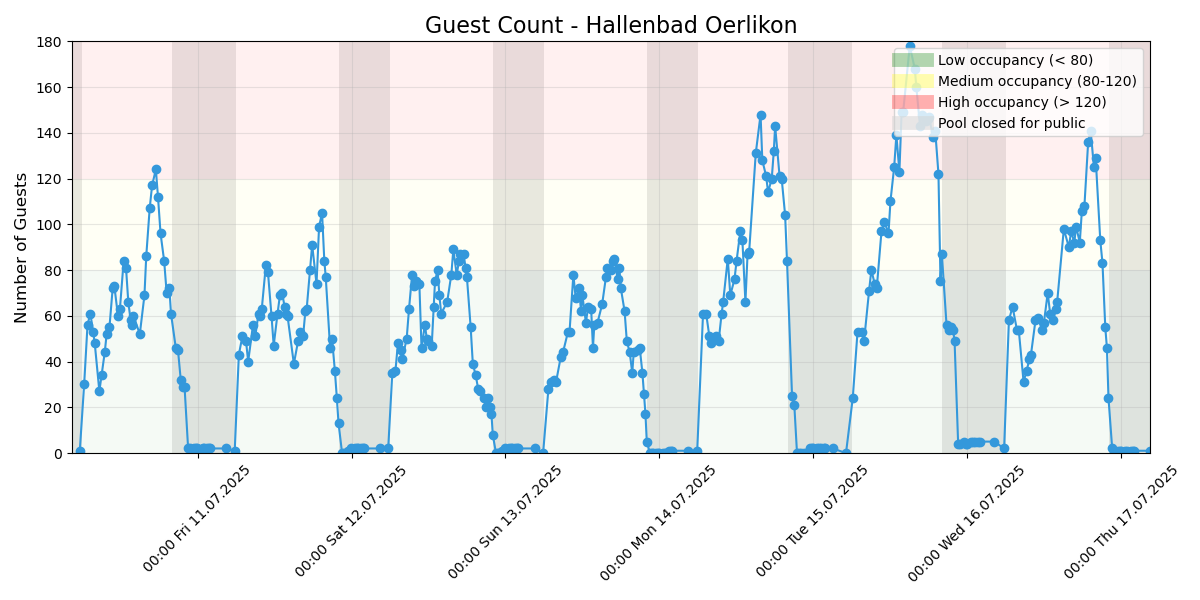 Guest Count - Hallenbad Oerlikon
Number of Guests
180
160
140
120
100
80
60
40
20
0
Low occupancy (< 80)
Medium occupancy (80-120)
High occupancy (> 120)
Pool closed for public
00:00 Fri 11.07.2025
00:00 Sat 12.07.2025
00:00 Sun 13.07.2025
00:00 Mon 14.07.2025
00:00 Tue 15.07.2025
00:00 Wed 16.07.2025
00:00 Thu 17.07.2025